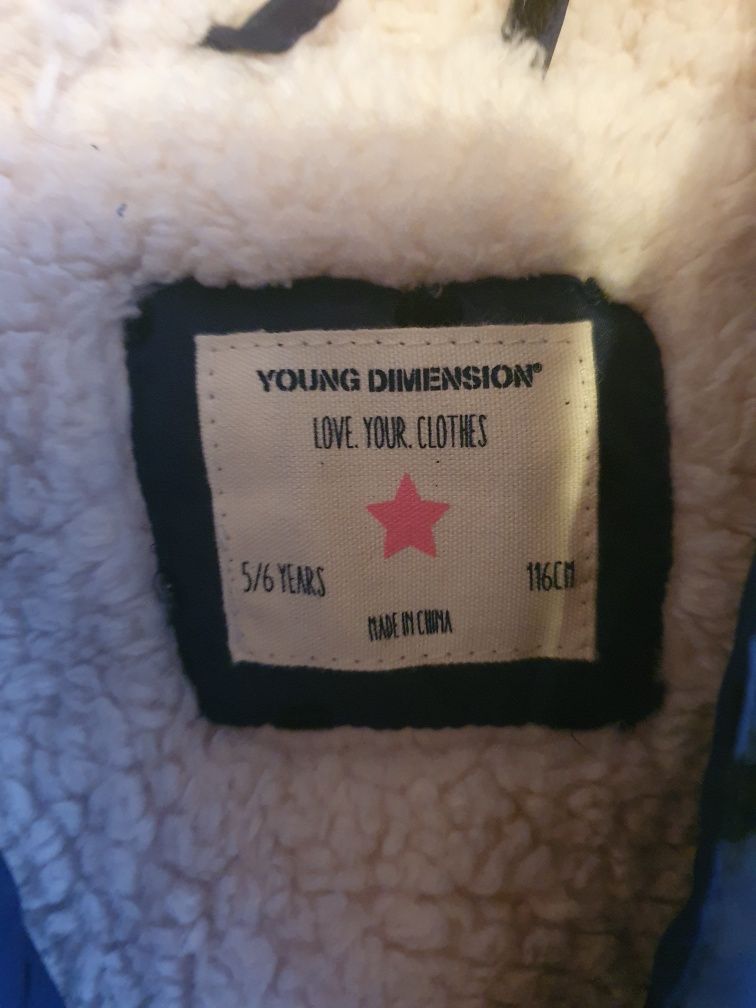 YOUNG DIMENSION®
LOVE. YOUR. CLOTHES
5/6 YEARS 116CM
MADE IN CHINA